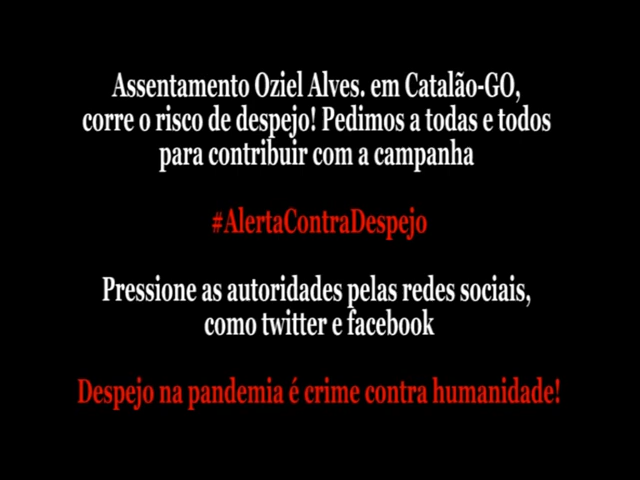 Assentamento Oziel Alves. em Catalão-GO,
corre o risco de despejo! Pedimos a todas e todos
para contribuir com a campanha
#AlertaContraDespejo
Pressione as autoridades pelas redes sociais,
como twitter e facebook
Despejo na pandemia é crime contra humanidade!